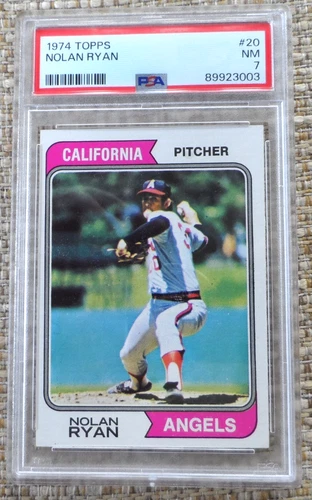 1974 TOPPS #20
NOLAN RYAN NM
PSA 7
89923003
CALIFORNIA PITCHER
NOLAN
RYAN ANGELS